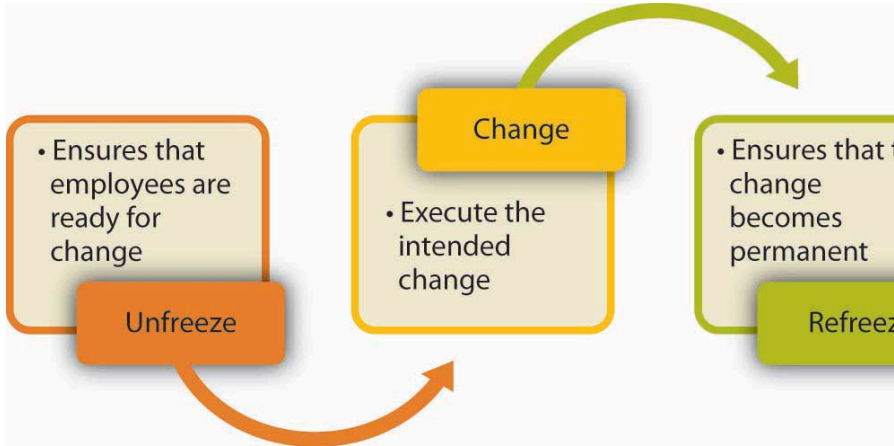 • Ensures that
employees are
ready for
change
Unfreeze
Change
• Execute the
intended
change
• Ensures that
change
becomes
permanent